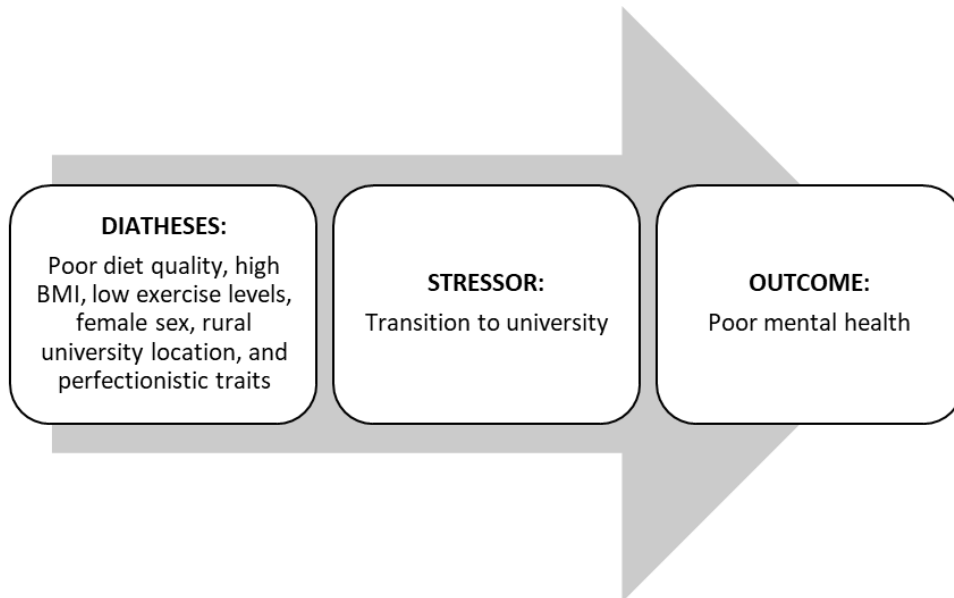 DIATHESES:
Poor diet quality, high
BMI, low exercise levels,
female sex, rural
university location, and
perfectionistic traits
STRESSOR:
Transition to university
OUTCOME:
Poor mental health